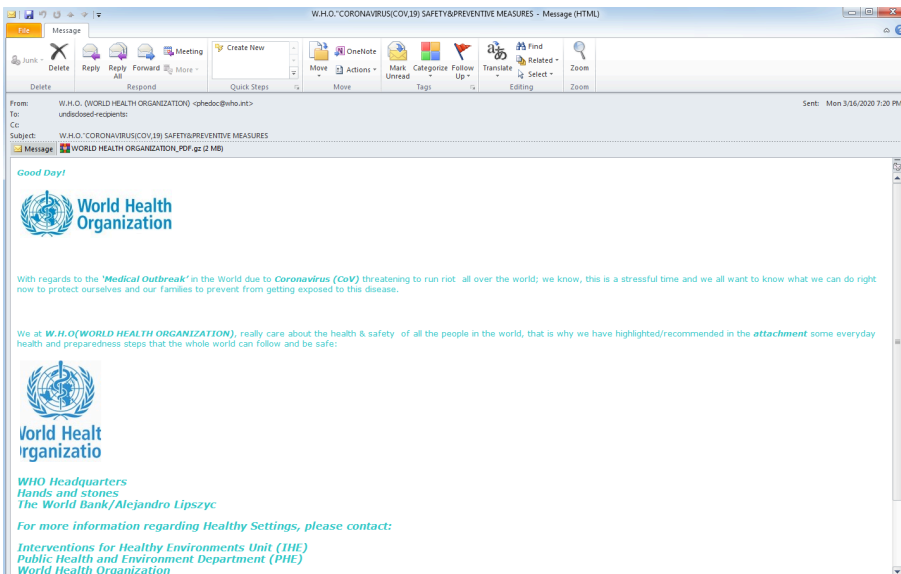 W.H.O."CORONAVIRUS(COV,19) SAFETY&PREVENTIVE MEASURES - Message (HTML)
File Message
Junk
Delete
Reply
Reply All
Forward
Meeting
More
Create New
Move
OneNote
Actions
Mark Unread
Categorize
Follow Up
Translate
Find
Related
Select
Zoom
Delete Respond Quick Steps Move Tags Editing Zoom
From: W.H.O. (WORLD HEALTH ORGANIZATION) <phedoc@who.int> Sent: Mon 3/16/2020 7:20 PM
To: undisclosed-recipients:
Cc:
Subject: W.H.O."CORONAVIRUS(COV,19) SAFETY&PREVENTIVE MEASURES
Message WORLD HEALTH ORGANIZATION_PDF.gz (2 MB)
Good Day!
World Health
Organization
With regards to the 'Medical Outbreak' in the World due to Coronavirus (CoV) threatening to run riot all over the world; we know, this is a stressful time and we all want to know what we can do right
now to protect ourselves and our families to prevent from getting exposed to this disease.
We at W.H.O(WORLD HEALTH ORGANIZATION), really care about the health & safety of all the people in the world, that is why we have highlighted/recommended in the attachment some everyday
health and preparedness steps that the whole world can follow and be safe:
World Healt
rganizatio
WHO Headquarters
Hands and stones
The World Bank/Alejandro Lipszyc
For more information regarding Healthy Settings, please contact:
Interventions for Healthy Environments Unit (IHE)
Public Health and Environment Department (PHE)
World Health Organization